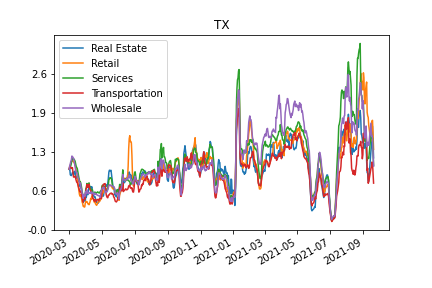 TX
Real Estate
Retail
Services
Transportation
Wholesale
2.6
1.9
1.3
0.6
-0.0
2020-03
2020-05
2020-07
2020-09
2020-11
2021-01
2021-03
2021-05
2021-07
2021-09